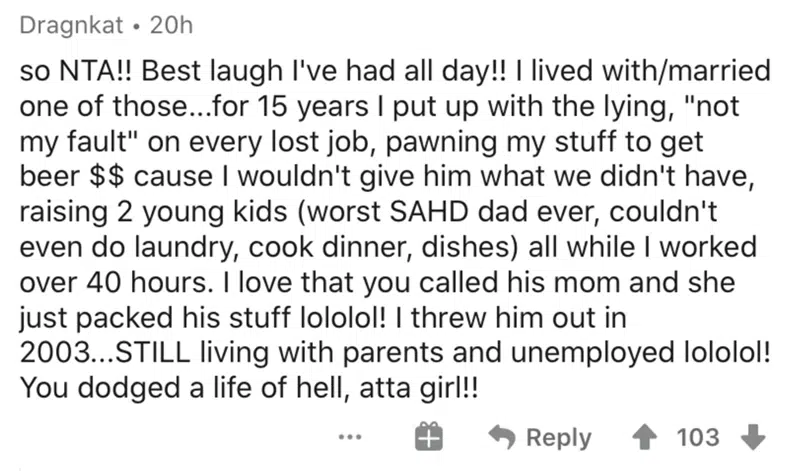 Dragnkat • 20h
so NTA!! Best laugh I've had all day!! I lived with/married
one of those...for 15 years I put up with the lying, "not
my fault" on every lost job, pawning my stuff to get
beer $$ cause I wouldn't give him what we didn't have,
raising 2 young kids (worst SAHD dad ever, couldn't
even do laundry, cook dinner, dishes) all while I worked
over 40 hours. I love that you called his mom and she
just packed his stuff lololol! I threw him out in
2003...STILL living with parents and unemployed lololol!
You dodged a life of hell, atta girl!!
Reply 103